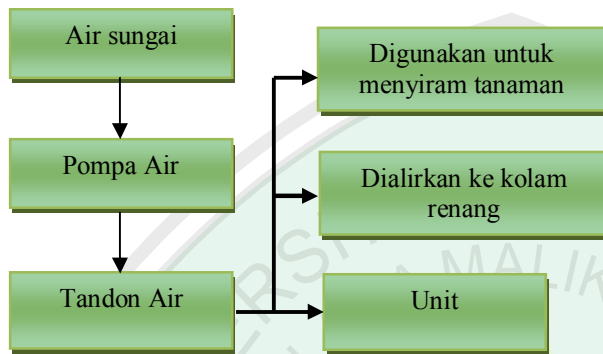 Air sungai
Pompa Air
Tandon Air
Digunakan untuk
menyiram tanaman
Dialirkan ke kolam
renang
Unit